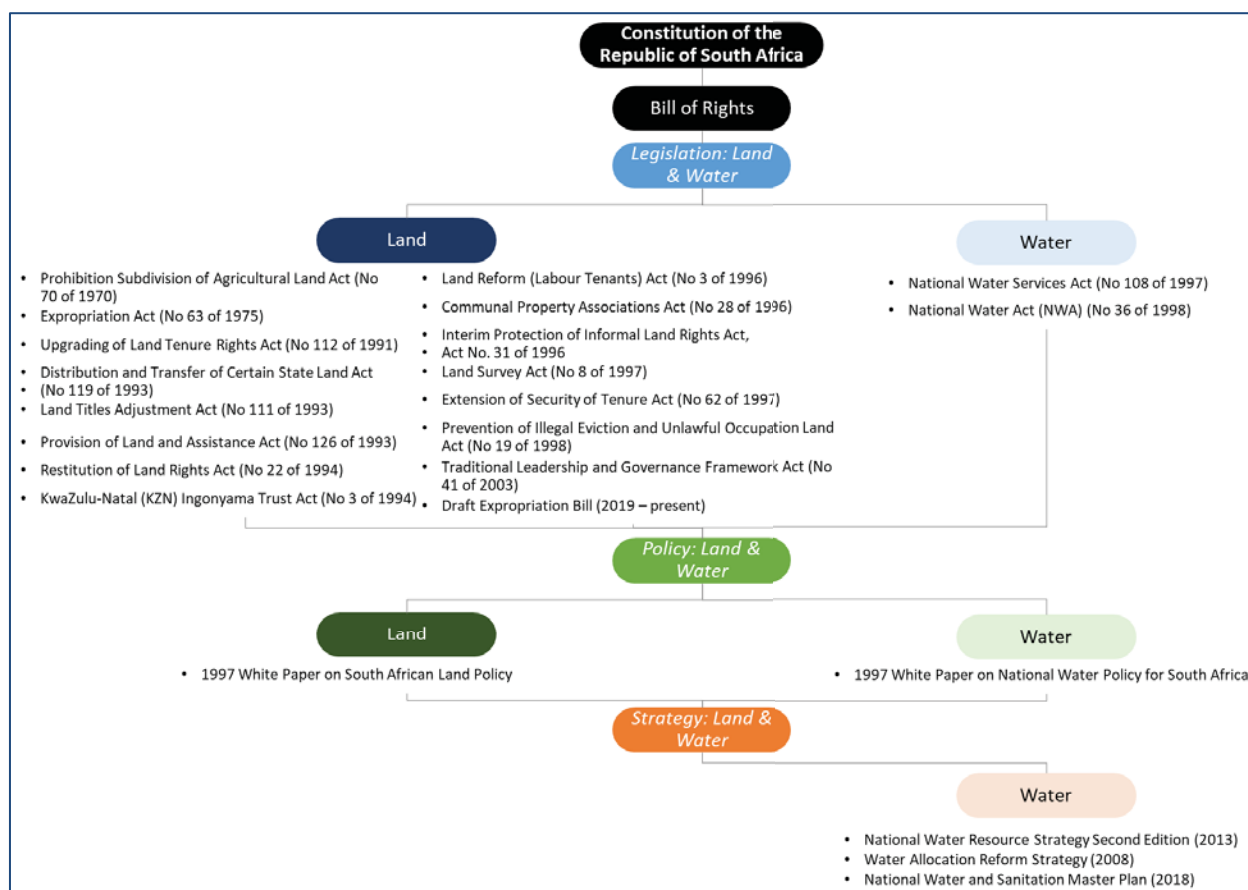 Constitution of the
Republic of South Africa
Bill of Rights
Legislation: Land
& Water
Land
• Prohibition Subdivision of Agricultural Land Act (No
70 of 1970)
• Expropriation Act (No 63 of 1975)
• Upgrading of Land Tenure Rights Act (No 112 of 1991)
• Distribution and Transfer of Certain State Land Act
• (No 119 of 1993)
• Land Titles Adjustment Act (No 111 of 1993)
• Provision of Land and Assistance Act (No 126 of 1993)
• Restitution of Land Rights Act (No 22 of 1994)
• KwaZulu-Natal (KZN) Ingonyama Trust Act (No 3 of 1994)
• Land Reform (Labour Tenants) Act (No 3 of 1996)
• Communal Property Associations Act (No 28 of 1996)
• Interim Protection of Informal Land Rights Act,
• Act No. 31 of 1996
• Land Survey Act (No 8 of 1997)
• Extension of Security of Tenure Act (No 62 of 1997)
• Prevention of Illegal Eviction and Unlawful Occupation Land
Act (No 19 of 1998)
• Traditional Leadership and Governance Framework Act (No
41 of 2003)
• Draft Expropriation Bill (2019 – present)
Water
• National Water Services Act (No 108 of 1997)
• National Water Act (NWA) (No 36 of 1998)
Policy: Land &
Water
Land
• 1997 White Paper on South African Land Policy
Water
• 1997 White Paper on National Water Policy for South Africa
Strategy: Land &
Water
Water
• National Water Resource Strategy Second Edition (2013)
• Water Allocation Reform Strategy (2008)
• National Water and Sanitation Master Plan (2018)